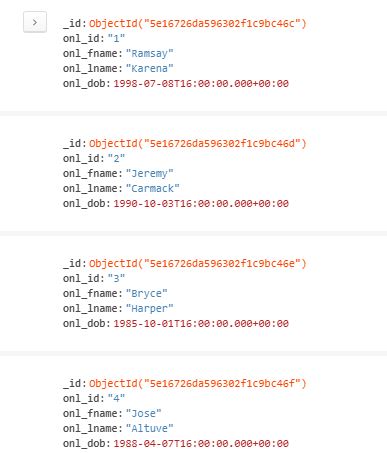 _id: ObjectId("5e16726da596302f1c9bc46c")
onl_id: "1"
onl_fname: "Ramsay"
onl_lname: "Karena"
onl_dob: 1998-07-08T16:00:00.000+00:00
_id: ObjectId("5e16726da596302f1c9bc46d")
onl_id: "2"
onl_fname: "Jeremy"
onl_lname: "Carmack"
onl_dob: 1990-10-03T16:00:00.000+00:00
_id: ObjectId("5e16726da596302f1c9bc46e")
onl_id: "3"
onl_fname: "Bryce"
onl_lname: "Harper"
onl_dob: 1985-10-01T16:00:00.000+00:00
_id: ObjectId("5e16726da596302f1c9bc46f")
onl_id: "4"
onl_fname: "Jose"
onl_lname: "Altuve"
onl_dob: 1988-04-07T16:00:00.000+00:00